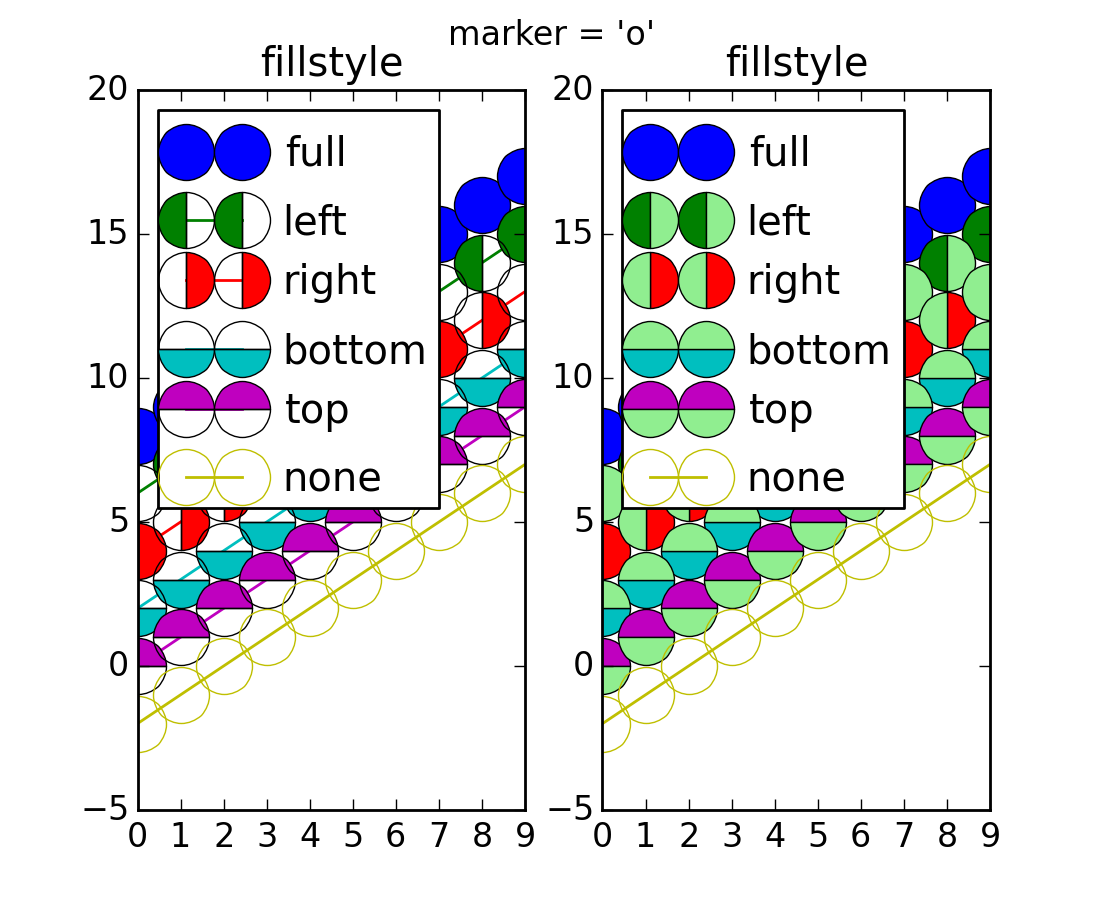 marker = 'o'
fillstyle
20
15
10
5
0
−5
0 1 2 3 4 5 6 7 8 9
full
left
right
bottom
top
none
fillstyle
20
15
10
5
0
−5
0 1 2 3 4 5 6 7 8 9
full
left
right
bottom
top
none